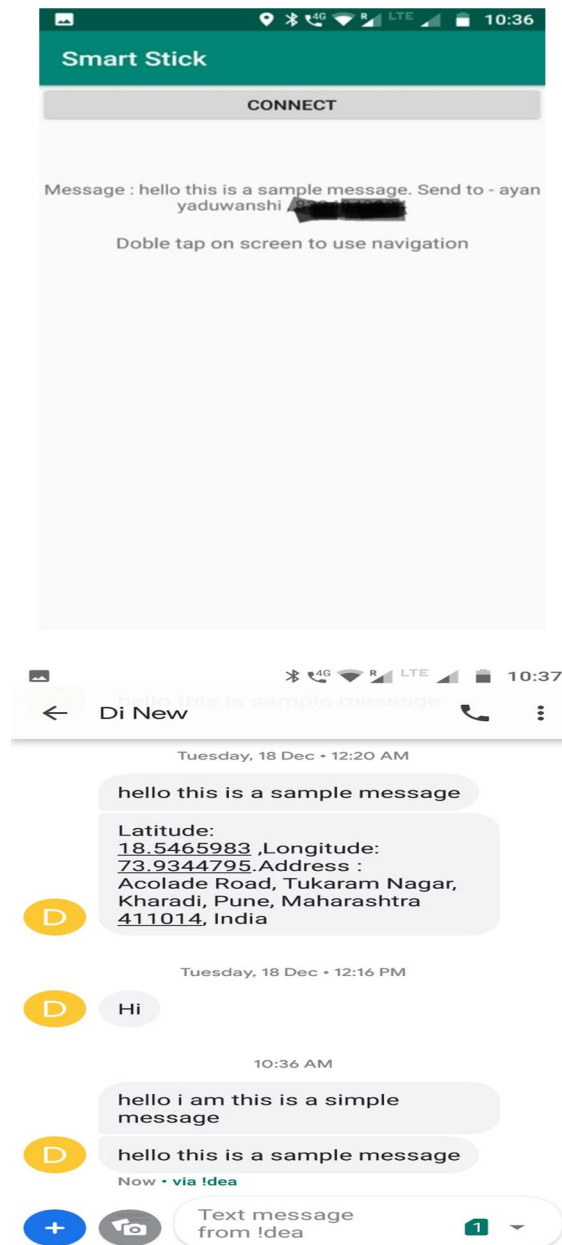 4G R LTE 10:36
Smart Stick
CONNECT
Message : hello this is a sample message. Send to - ayan
yaduwanshi
Doble tap on screen to use navigation
4G R LTE 10:37
hello this is a sample message
Di New
Tuesday, 18 Dec • 12:20 AM
hello this is a sample message
Latitude:
18.5465983 ,Longitude:
73.9344795.Address :
Acolade Road, Tukaram Nagar,
Kharadi, Pune, Maharashtra
411014, India
D
Tuesday, 18 Dec • 12:16 PM
D Hi
10:36 AM
hello i am this is a simple
message
D hello this is a sample message
Now • via !dea
Text message
from !dea
1